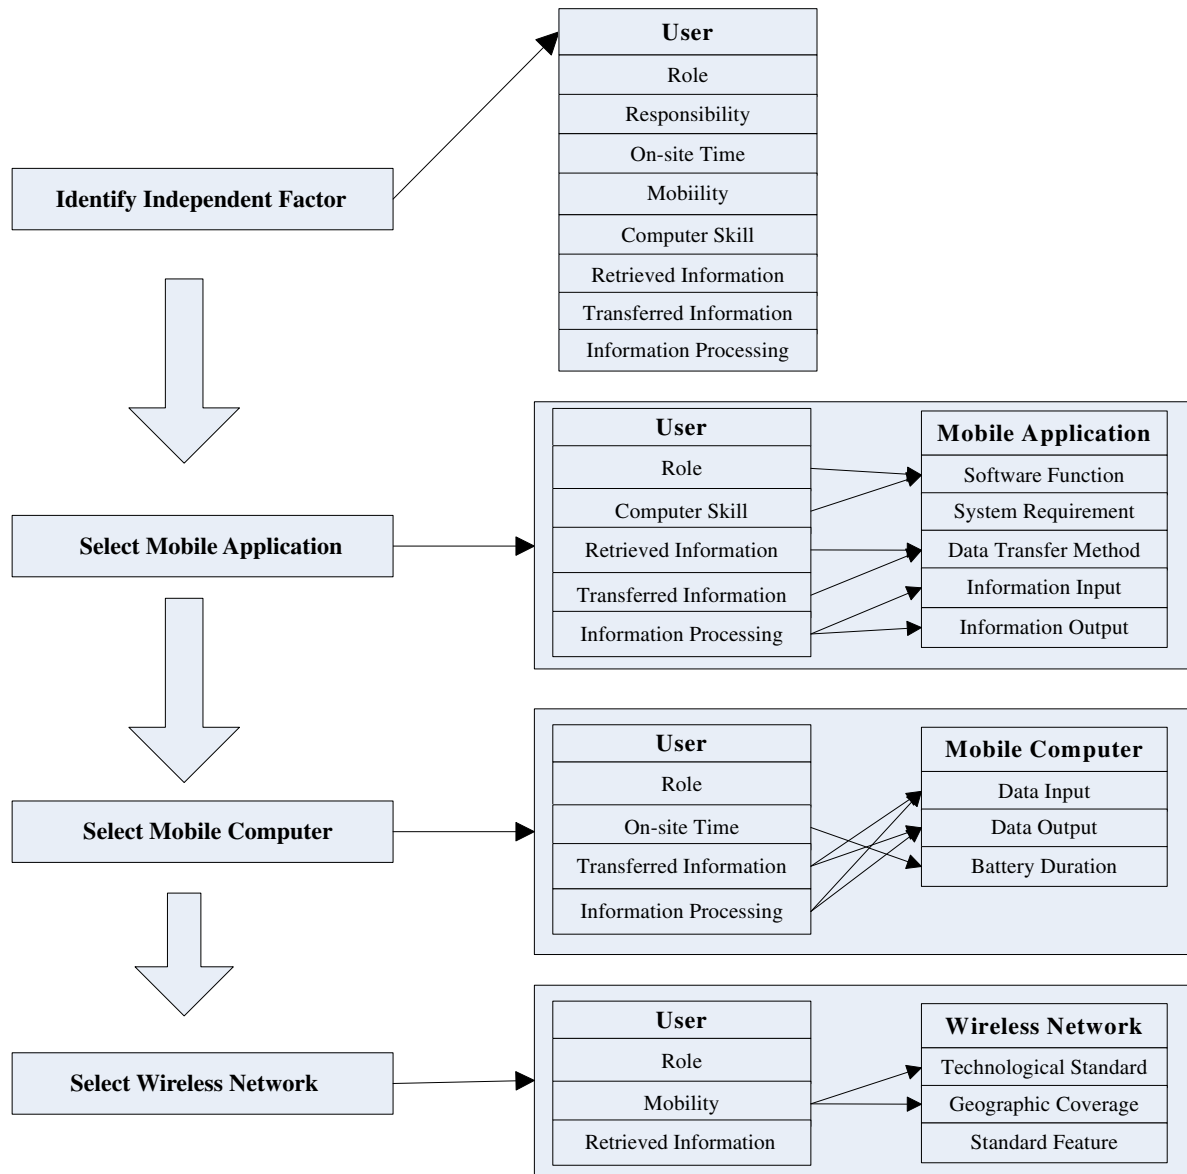 User
Role
Responsibility
On-site Time
Mobiility
Computer Skill
Retrieved Information
Transferred Information
Information Processing
Identify Independent Factor
Select Mobile Application
User
Role
Computer Skill
Retrieved Information
Transferred Information
Information Processing
Mobile Application
Software Function
System Requirement
Data Transfer Method
Information Input
Information Output
Select Mobile Computer
User
Role
On-site Time
Transferred Information
Information Processing
Mobile Computer
Data Input
Data Output
Battery Duration
Select Wireless Network
User
Role
Mobility
Retrieved Information
Wireless Network
Technological Standard
Geographic Coverage
Standard Feature